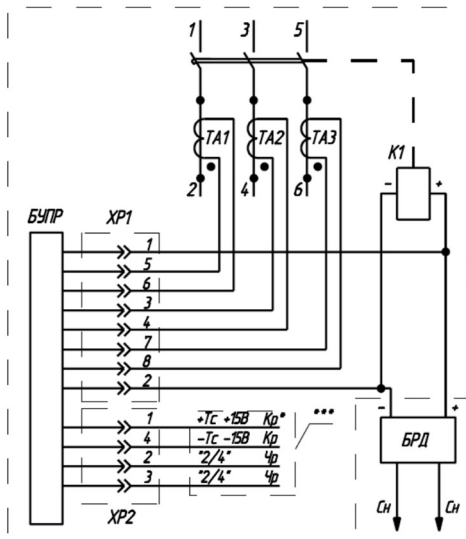 1 3 5
ТА1 ТА2 ТА3
К1
2 4 6
- +
БУПР ХР1
1
5
6
3
4
7
8
2
- +
1 +Тс +15В Кр* ***
4 -Тс -15В Кр
2 "2/4" Чр
3 "2/4" Чр
БРД
ХР2
Сн Сн